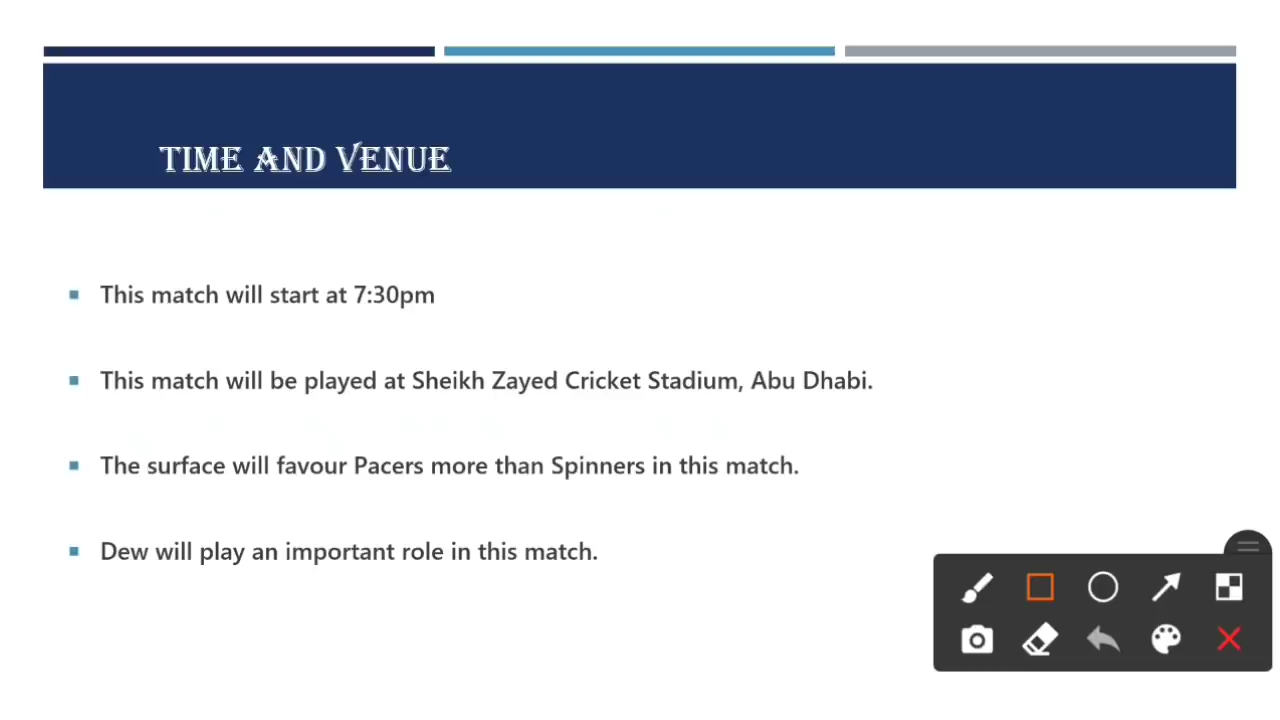 TIME AND VENUE
This match will start at 7:30pm
This match will be played at Sheikh Zayed Cricket Stadium, Abu Dhabi.
The surface will favour Pacers more than Spinners in this match.
Dew will play an important role in this match.